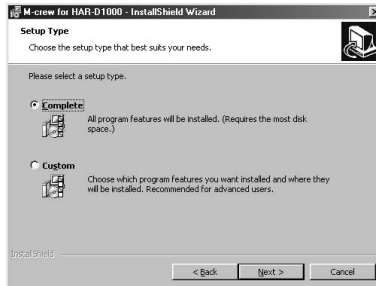 M-crew for HAR-D1000 - InstallShield Wizard
Setup Type
Choose the setup type that best suits your needs.
Please select a setup type.
Complete
All program features will be installed. (Requires the most disk
space.)
Custom
Choose which program features you want installed and where they
will be installed. Recommended for advanced users.
InstallShield
< Back
Next >
Cancel